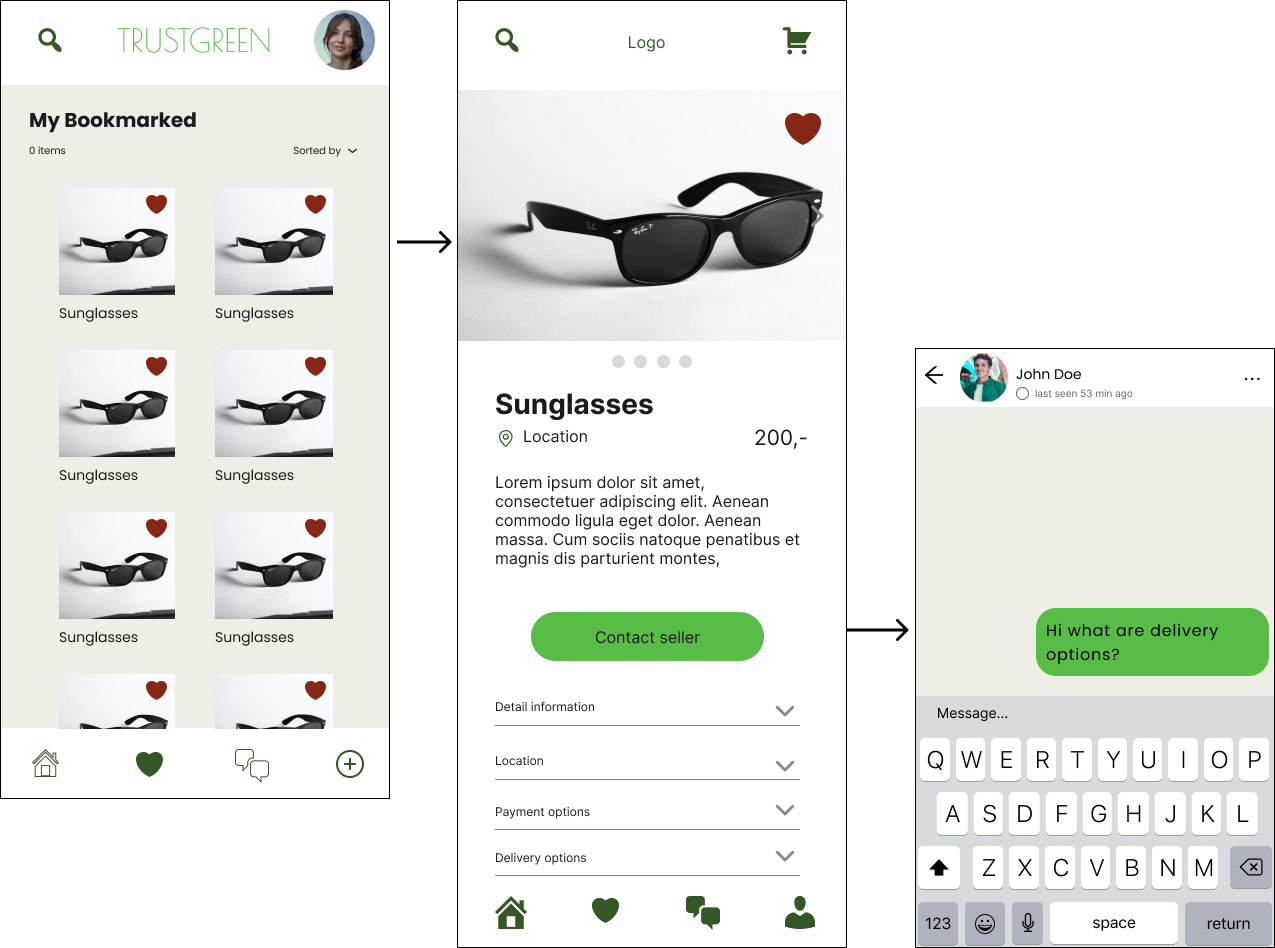 TRUSTGREEN
My Bookmarked
0 items
Sorted by
Sunglasses
Sunglasses
Sunglasses
Sunglasses
Sunglasses
Sunglasses
Logo
Ray-Ban P
Sunglasses
Location
200,-
Lorem ipsum dolor sit amet,
consectetuer adipiscing elit. Aenean
commodo ligula eget dolor. Aenean
massa. Cum sociis natoque penatibus et
magnis dis parturient montes,
Contact seller
Detail information
Location
Payment options
Delivery options
John Doe
last seen 53 min ago
...
Hi what are delivery
options?
Message...
Q W E R T Y U I O P
A S D F G H J K L
Z X C V B N M
123
space
return